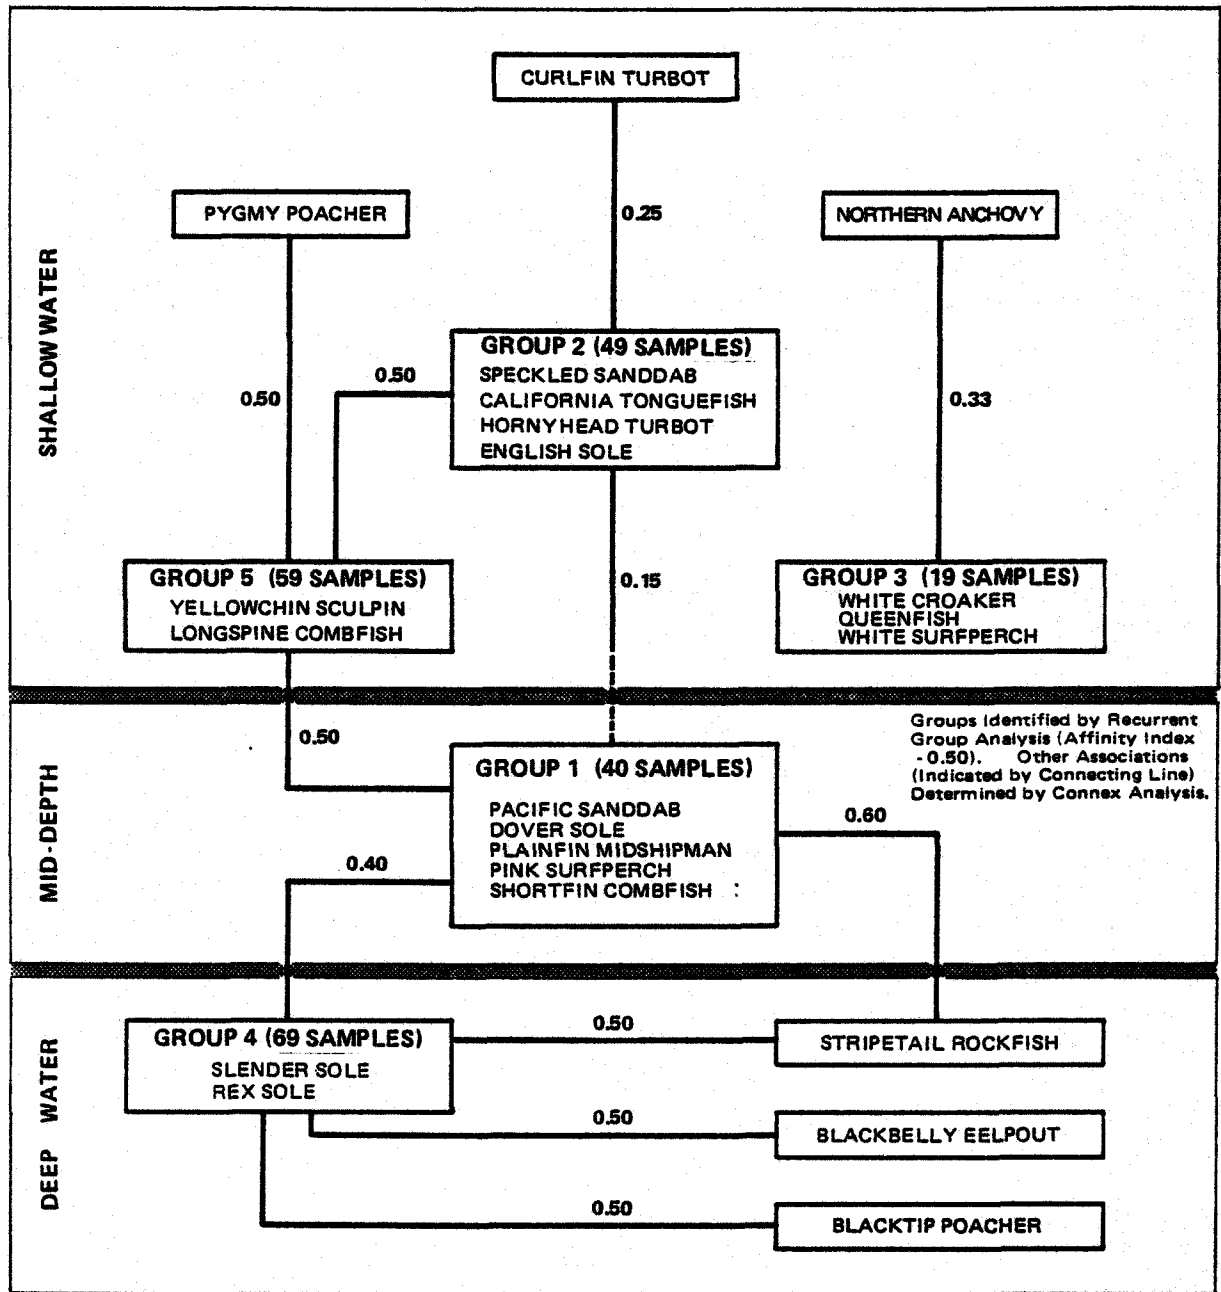 CURLFIN TURBOT
PYGMY POACHER
0.25
NORTHERN ANCHOVY
SHALLOW WATER
0.50
0.50
GROUP 2 (49 SAMPLES)
SPECKLED SANDDAB
CALIFORNIA TONGUEFISH
HORNYHEAD TURBOT
ENGLISH SOLE
0.33
GROUP 5 (59 SAMPLES)
YELLOWCHIN SCULPIN
LONGSPINE COMBFISH
0.15
GROUP 3 (19 SAMPLES)
WHITE CROAKER
QUEENFISH
WHITE SURFPERCH
MID-DEPTH
0.50
GROUP 1 (40 SAMPLES)
PACIFIC SANDDAB
DOVER SOLE
PLAINFIN MIDSHIPMAN
PINK SURFPERCH
SHORTFIN COMBFISH :
Groups Identified by Recurrent
Group Analysis (Affinity Index
-0.50). Other Associations
(Indicated by Connecting Line)
Determined by Connex Analysis.
0.60
0.40
DEEP WATER
GROUP 4 (69 SAMPLES)
SLENDER SOLE
REX SOLE
0.50
STRIPETAIL ROCKFISH
0.50
BLACKBELLY EELPOUT
0.50
BLACKTIP POACHER